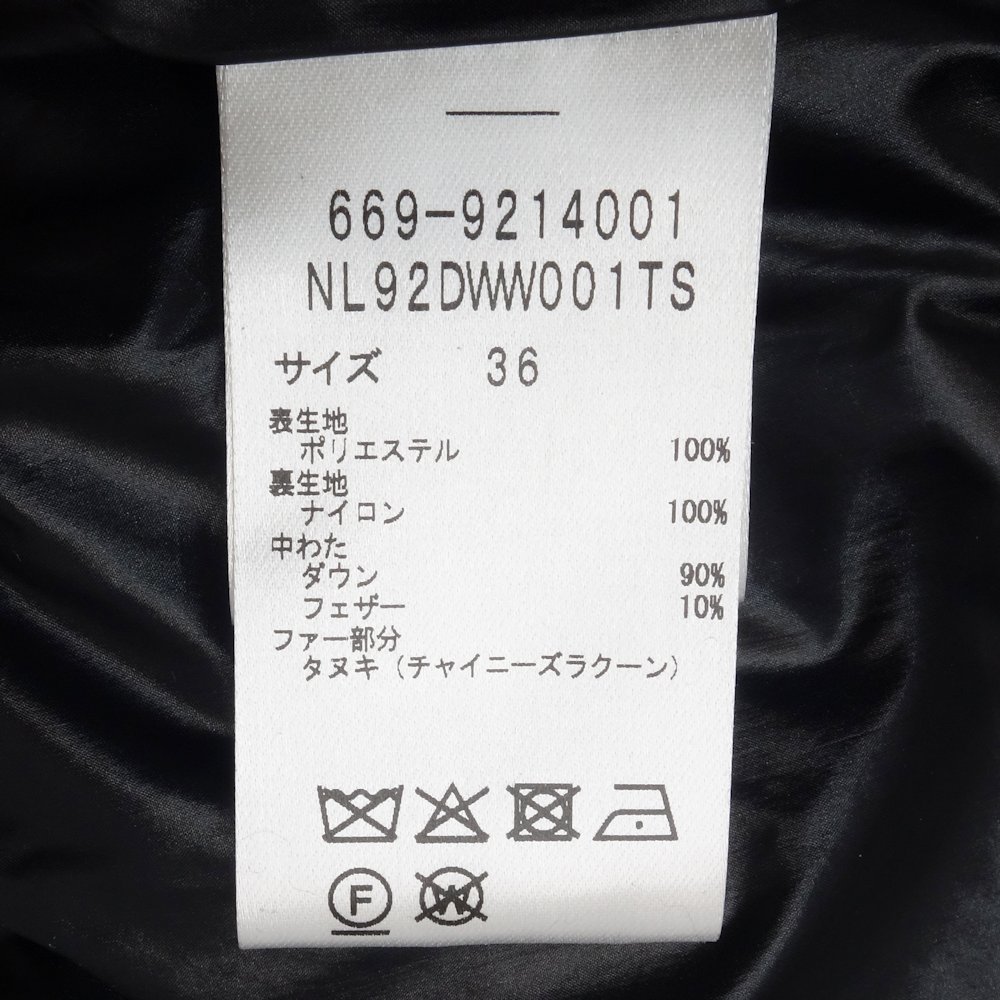 669-9214001
NL92DWW001TS
サイズ 36
表生地
ポリエステル 100%
裏生地
ナイロン 100%
中わた
ダウン 90%
フェザー 10%
ファー部分
タヌキ（チャイニーズラクーン）
F W